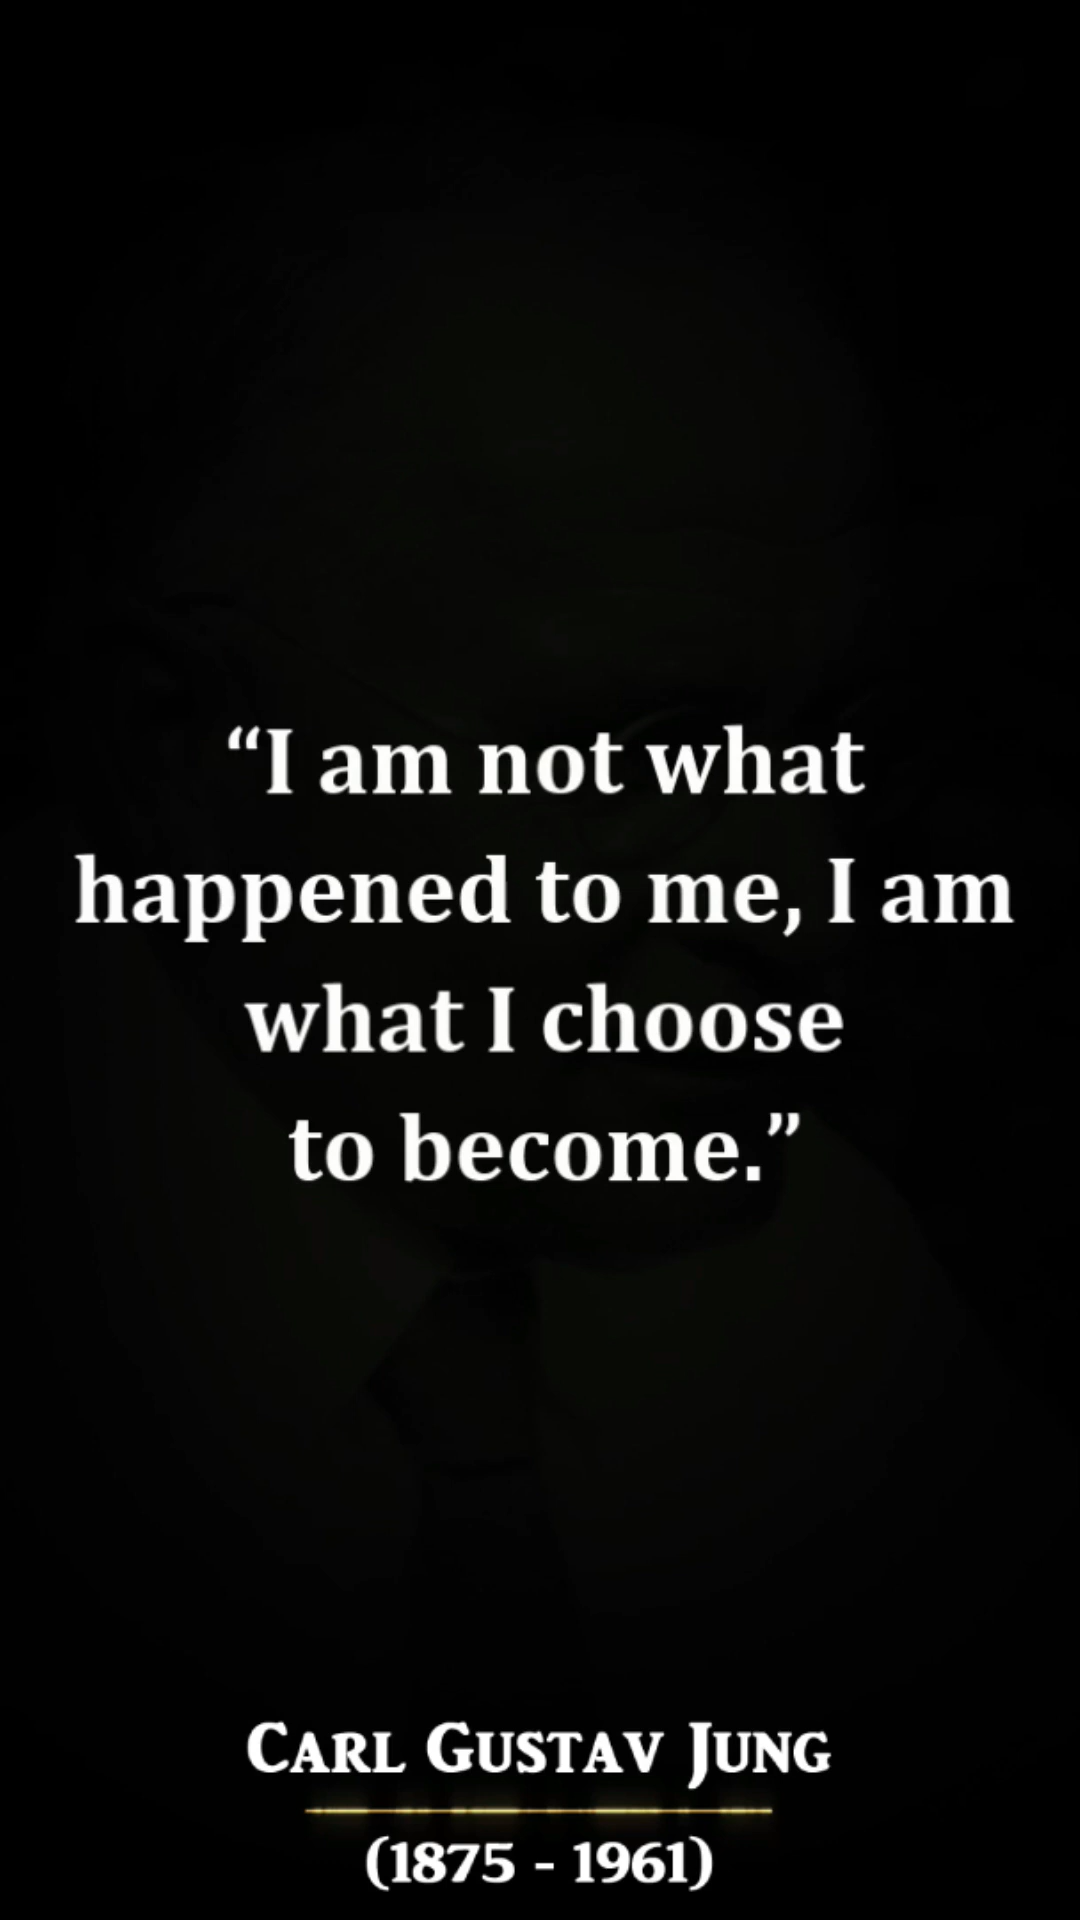 “I am not what
happened to me, I am
what I choose
to become.”
Carl Gustav Jung
(1875 - 1961)